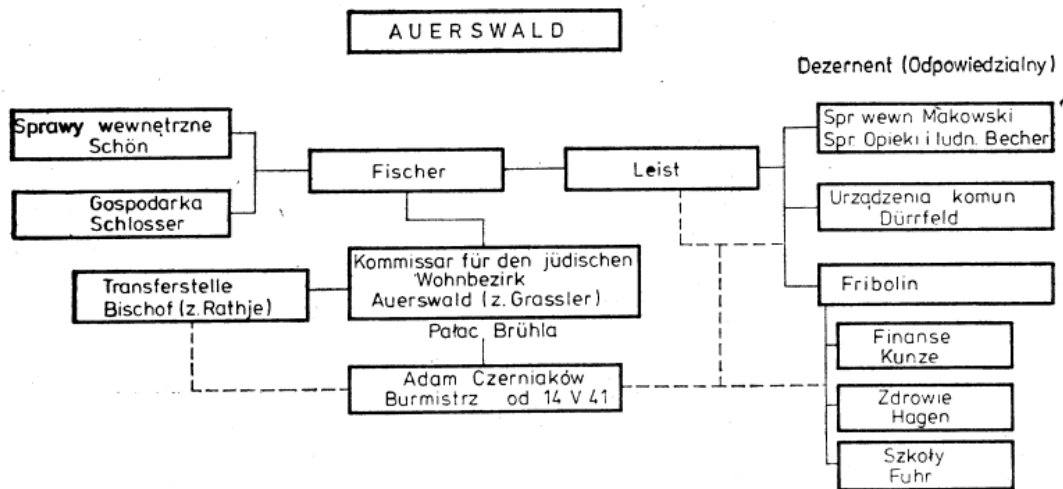 AUERSWALD
Dezernent (Odpowiedzialny)
Sprawy wewnętrzne
Schön
Gospodarka
Schlosser
Fischer
Leist
Spr wewn Makowski
Spr. Opieki i ludn. Becher
Urządzenia komun
Dürrfeld
Fribolin
Transferstelle
Bischof (z. Rathje)
Kommissar für den jüdischen
Wohnbezirk
Auerswald (z. Grassler)
Pałac Brühla
Adam Czerniaków
Burmistrz od 14 V 41
Finanse
Kunze
Zdrowie
Hagen
Szkoły
Fuhr